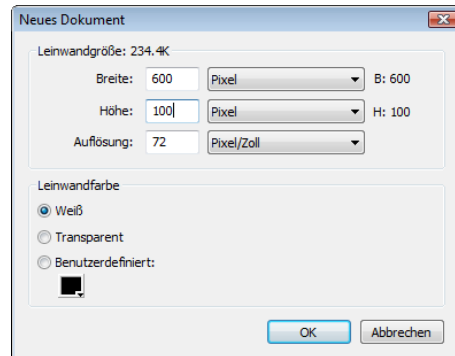 Neues Dokument
Leinwandgröße: 234.4K
Breite: 600 Pixel B: 600
Höhe: 100 Pixel H: 100
Auflösung: 72 Pixel/Zoll
Leinwandfarbe
Weiß
Transparent
Benutzerdefiniert:
OK Abbrechen